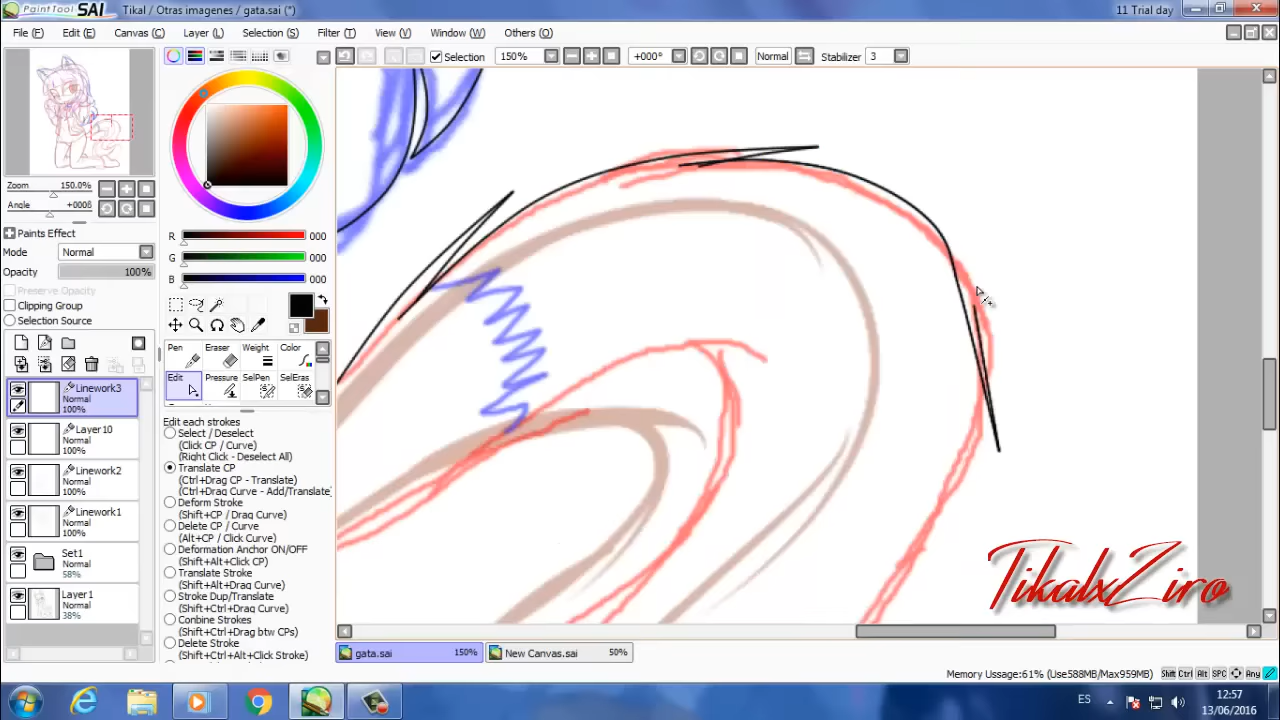 PaintTool SAI Tikal / Otras imagenes / gata.sai (*) 11 Trial day
File (F) Edit (E) Canvas (C) Layer (L) Selection (S) Filter (T) View (V) Window (W) Others (O)
Selection 150% +000° Normal Stabilizer 3
Zoom 150.0%
Angle +000δ
Paints Effect
Mode Normal
Opacity 100%
Preserve Opacity
Clipping Group
Selection Source
Linework3
Normal
100%
Layer10
Normal
100%
Linework2
Normal
100%
Linework1
Normal
100%
Set1
Normal
58%
Layer1
Normal
38%
R 000
G 000
B 000
Pen Eraser Weight Color
Edit Pressure SelPen SelEras
Edit each strokes
Select / Deselect
(Click CP / Curve)
(Right Click - Deselect All)
Translate CP
(Ctrl+Drag CP - Translate)
(Ctrl+Drag Curve - Add/Translate)
Deform Stroke
(Shift+CP / Drag Curve)
Delete CP / Curve
(Alt+CP / Click Curve)
Deformation Anchor ON/OFF
(Shift+Alt+Click CP)
Translate Stroke
(Shift+Alt+Drag Curve)
Stroke Dup/Translate
(Shift+Ctrl+Drag Curve)
Conbine Strokes
(Shift+Ctrl+Drag btw CPs)
Delete Stroke
(Shift+Ctrl+Alt+Click Stroke)
TikalxZiro
gata.sai 150% New Canvas.sai 50%
Memory Usage:61% (Use588MB/Max959MB) Shift Ctrl Alt SPC Any
ES 12:57
13/06/2016